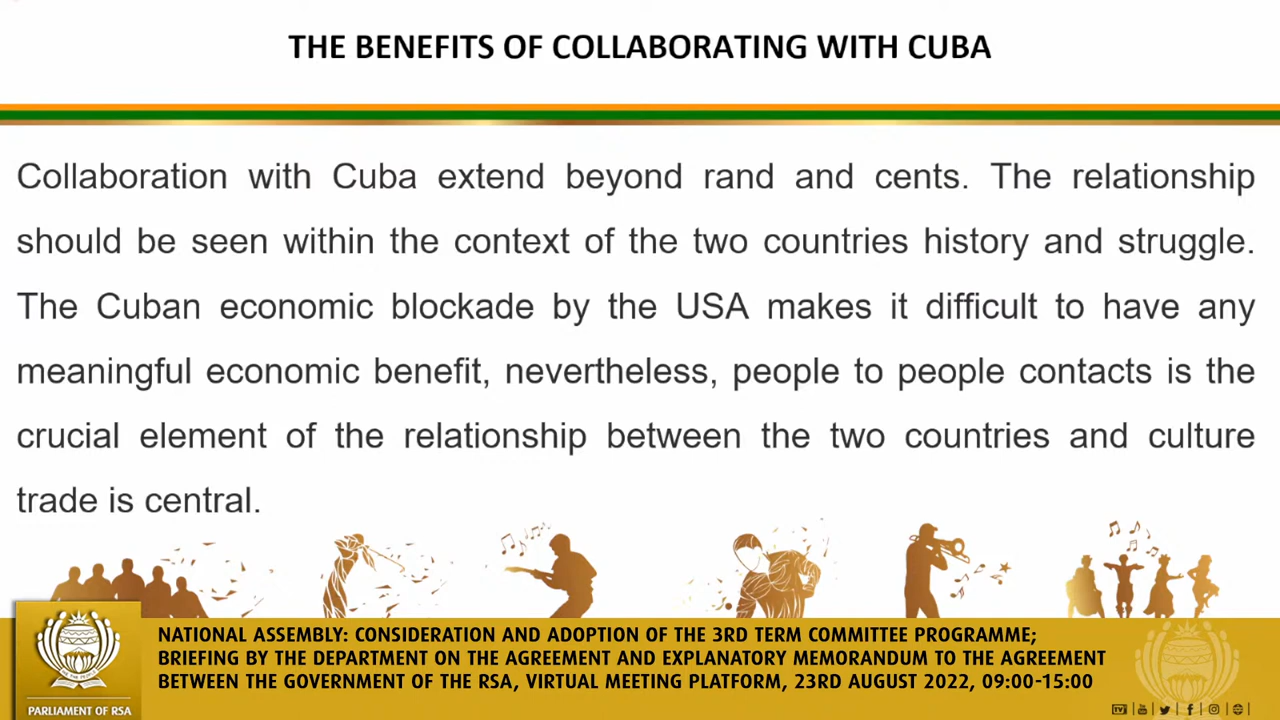 THE BENEFITS OF COLLABORATING WITH CUBA
Collaboration with Cuba extend beyond rand and cents. The relationship
should be seen within the context of the two countries history and struggle.
The Cuban economic blockade by the USA makes it difficult to have any
meaningful economic benefit, nevertheless, people to people contacts is the
crucial element of the relationship between the two countries and culture
trade is central.
NATIONAL ASSEMBLY: CONSIDERATION AND ADOPTION OF THE 3RD TERM COMMITTEE PROGRAMME;
BRIEFING BY THE DEPARTMENT ON THE AGREEMENT AND EXPLANATORY MEMORANDUM TO THE AGREEMENT
BETWEEN THE GOVERNMENT OF THE RSA, VIRTUAL MEETING PLATFORM, 23RD AUGUST 2022, 09:00-15:00
PARLIAMENT OF RSA